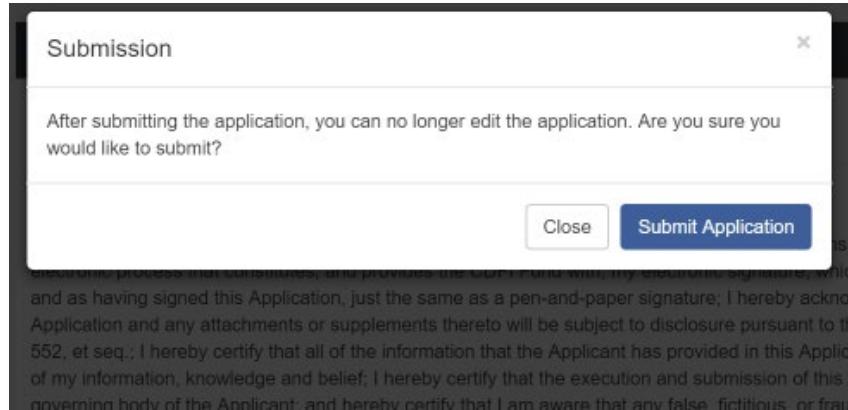 Submission
×
After submitting the application, you can no longer edit the application. Are you sure you
would like to submit?
Close Submit Application
electronic process that constitutes, and provides the CDFI Fund with, my electronic signature,
and as having signed this Application, just the same as a pen-and-paper signature; I hereby
Application and any attachments or supplements thereto will be subject to disclosure pursuant to
552, et seq.; I hereby certify that all of the information that the Applicant has provided in this
of my information, knowledge and belief; I hereby certify that the execution and submission of this
governing body of the Applicant; and hereby certify that I am aware that any false, fictitious, or